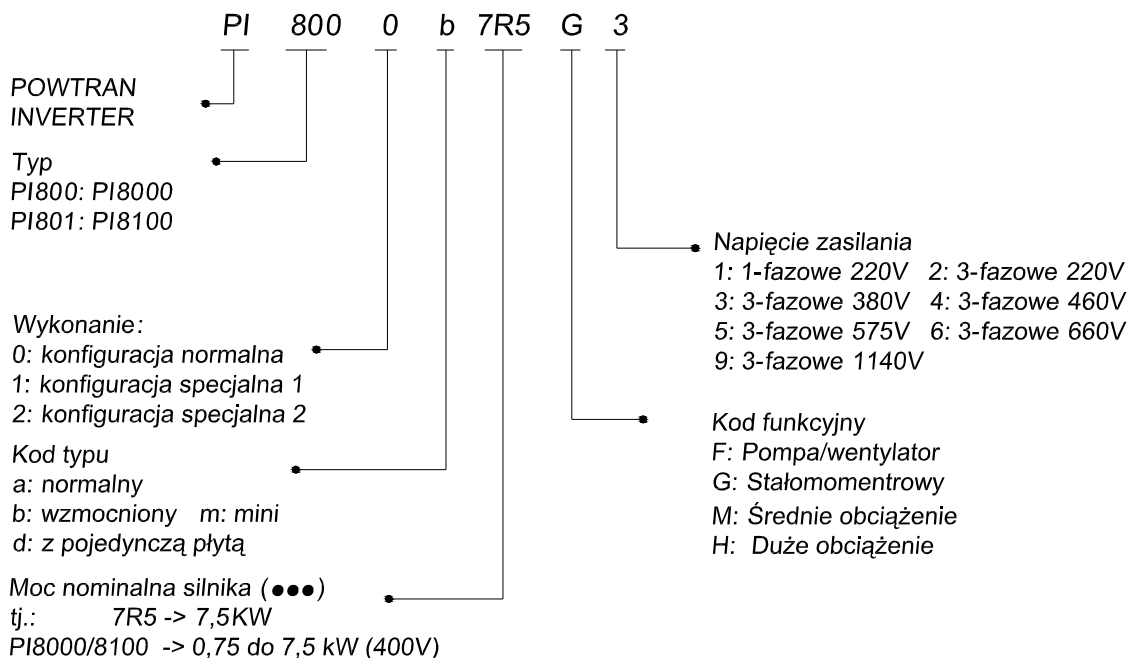 PI 800 0 b 7R5 G 3
POWTRAN
INVERTER
Typ
PI800: PI8000
PI801: PI8100
Wykonanie:
0: konfiguracja normalna
1: konfiguracja specjalna 1
2: konfiguracja specjalna 2
Kod typu
a: normalny
b: wzmocniony m: mini
d: z pojedynczą płytą
Moc nominalna silnika (●●●)
tj.: 7R5 -> 7,5KW
PI8000/8100 -> 0,75 do 7,5 kW (400V)
Napięcie zasilania
1: 1-fazowe 220V 2: 3-fazowe 220V
3: 3-fazowe 380V 4: 3-fazowe 460V
5: 3-fazowe 575V 6: 3-fazowe 660V
9: 3-fazowe 1140V
Kod funkcyjny
F: Pompa/wentylator
G: Stałomomentrowy
M: Średnie obciążenie
H: Duże obciążenie